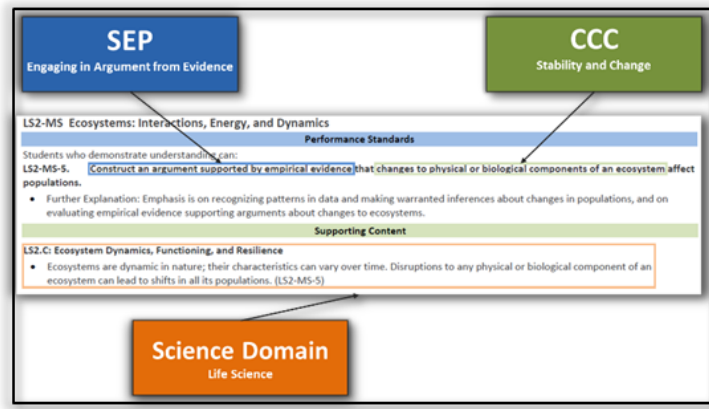 SEP
Engaging in Argument from Evidence
CCC
Stability and Change
LS2-MS Ecosystems: Interactions, Energy, and Dynamics
Performance Standards
Students who demonstrate understanding can:
LS2-MS-5. Construct an argument supported by empirical evidence that changes to physical or biological components of an ecosystem affect
populations.
• Further Explanation: Emphasis is on recognizing patterns in data and making warranted inferences about changes in populations, and on
evaluating empirical evidence supporting arguments about changes to ecosystems.
Supporting Content
LS2.C: Ecosystem Dynamics, Functioning, and Resilience
• Ecosystems are dynamic in nature; their characteristics can vary over time. Disruptions to any physical or biological component of an
ecosystem can lead to shifts in all its populations. (LS2-MS-5)
Science Domain
Life Science